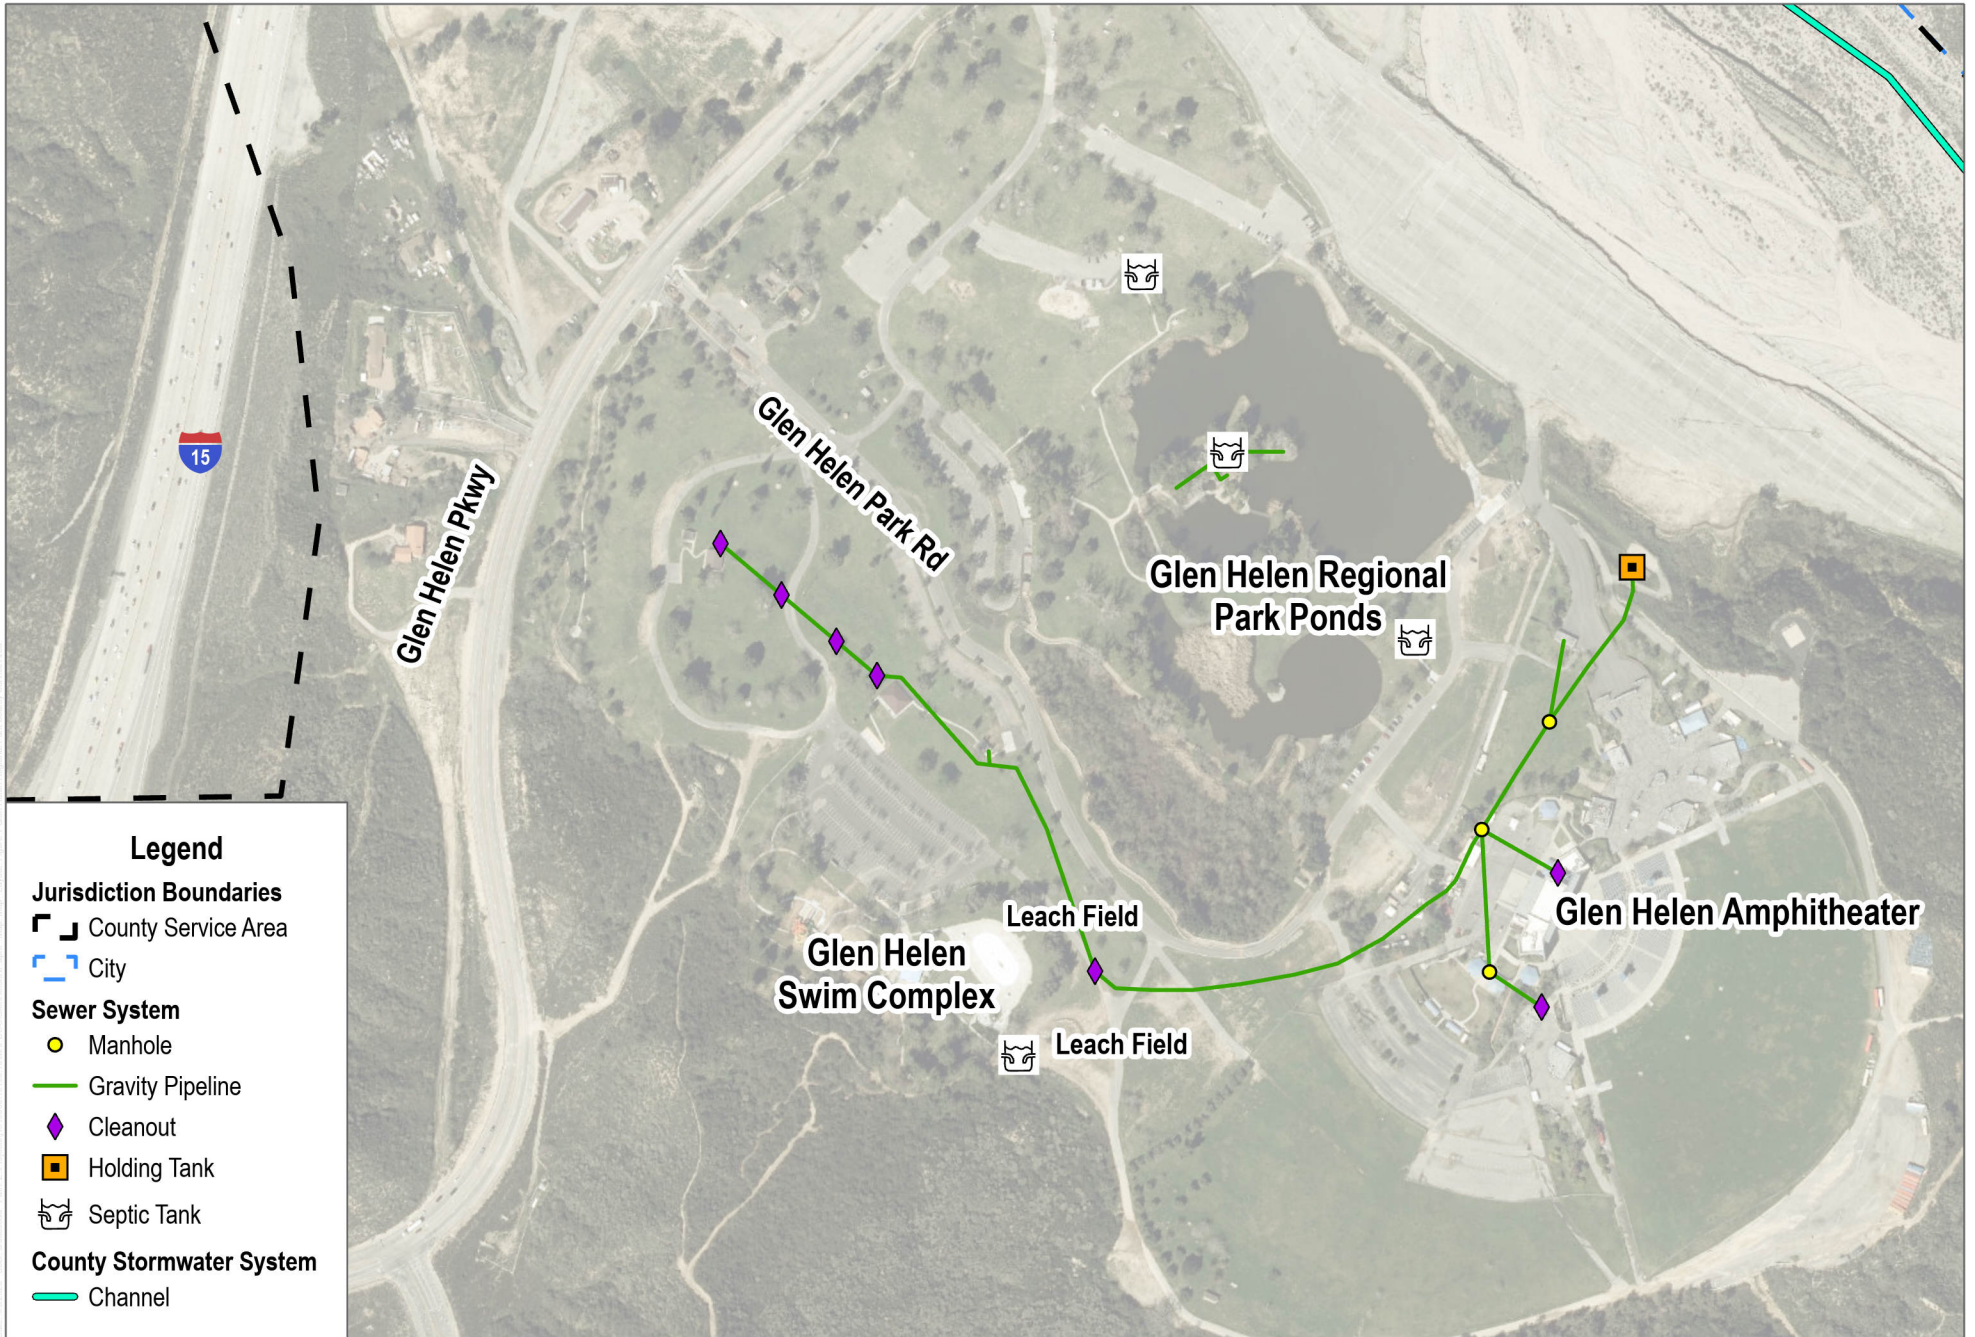 15
Glen Helen Pkwy
Glen Helen Park Rd
Glen Helen Regional
Park Ponds
Glen Helen Amphitheater
Leach Field
Glen Helen
Swim Complex
Leach Field
Legend
Jurisdiction Boundaries
County Service Area
City
Sewer System
Manhole
Gravity Pipeline
Cleanout
Holding Tank
Septic Tank
County Stormwater System
Channel